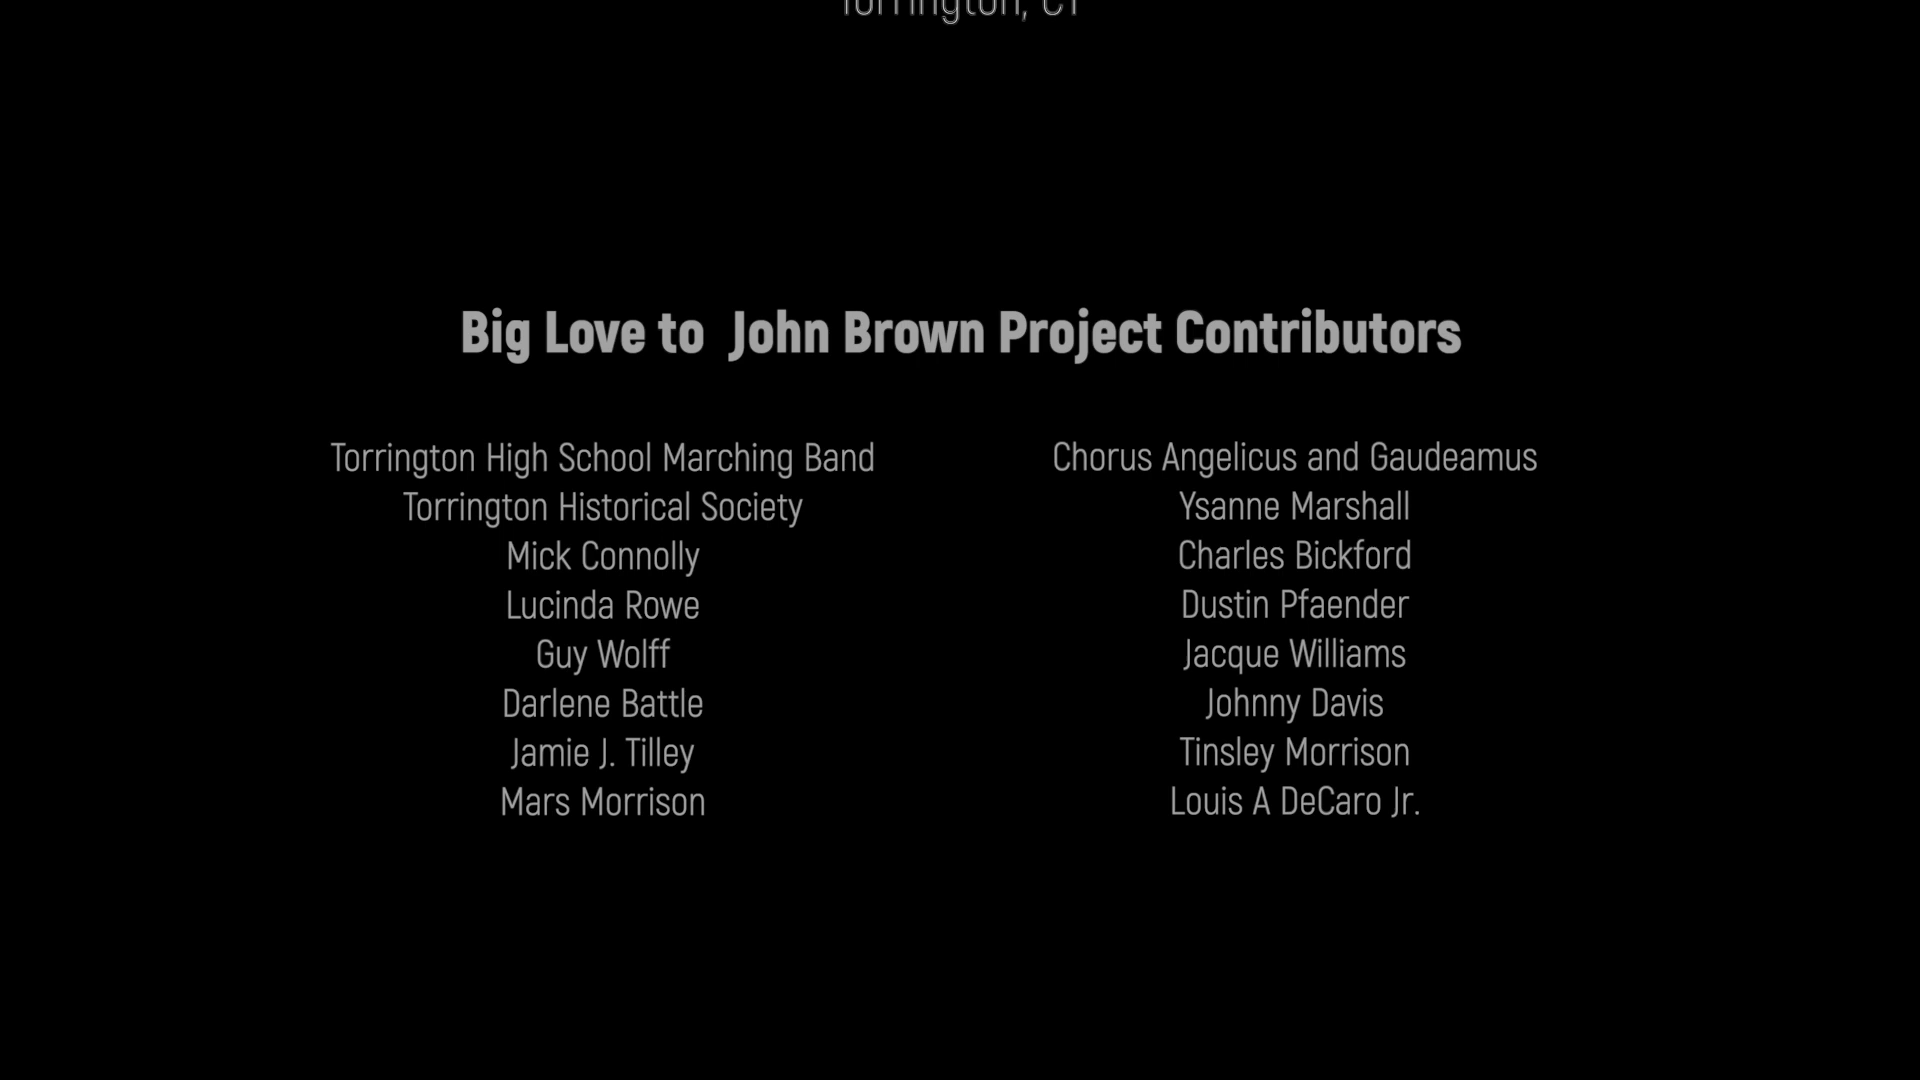 Torrington, CT
Big Love to  John Brown Project Contributors
Torrington High School Marching Band
Torrington Historical Society
Mick Connolly
Lucinda Rowe
Guy Wolff
Darlene Battle
Jamie J. Tilley
Mars Morrison
Chorus Angelicus and Gaudeamus
Ysanne Marshall
Charles Bickford
Dustin Pfaender
Jacque Williams
Johnny Davis
Tinsley Morrison
Louis A DeCaro Jr.